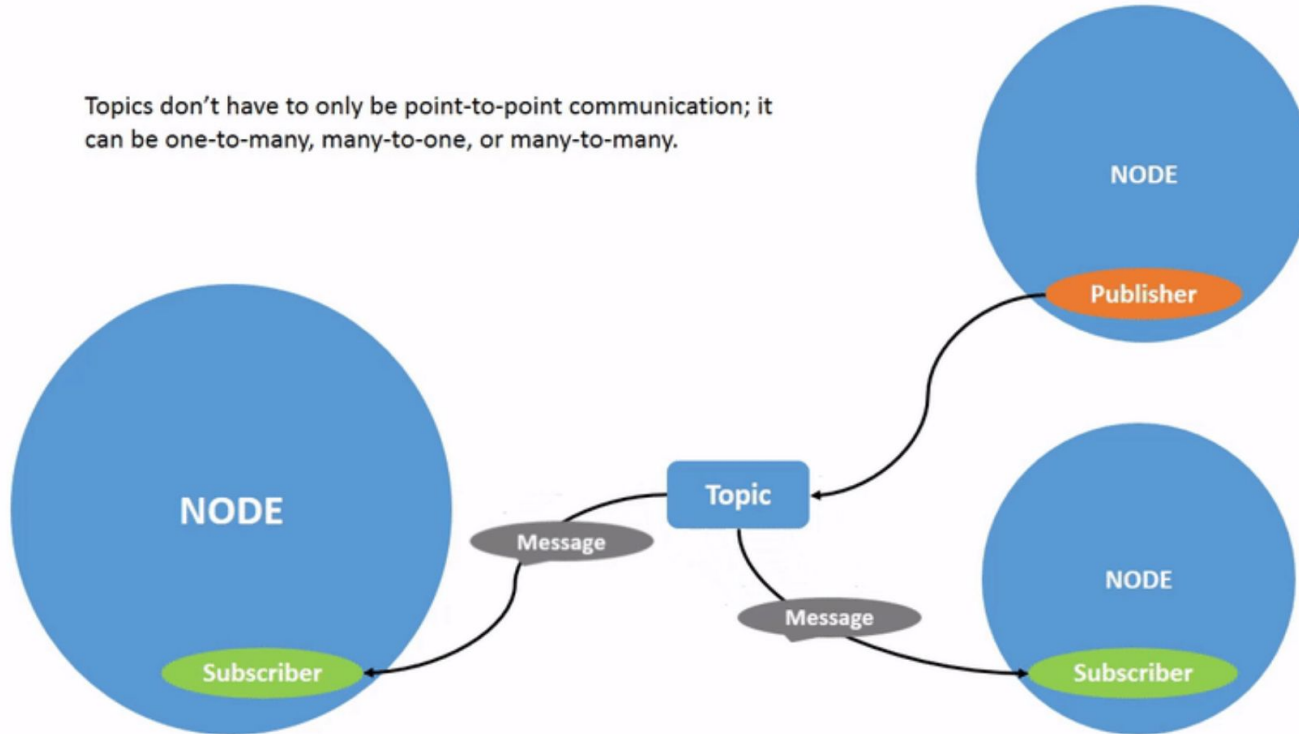 Topics don't have to only be point-to-point communication; it
can be one-to-many, many-to-one, or many-to-many.
NODE
Publisher
Topic
NODE
Message
NODE
Message
Subscriber
Subscriber